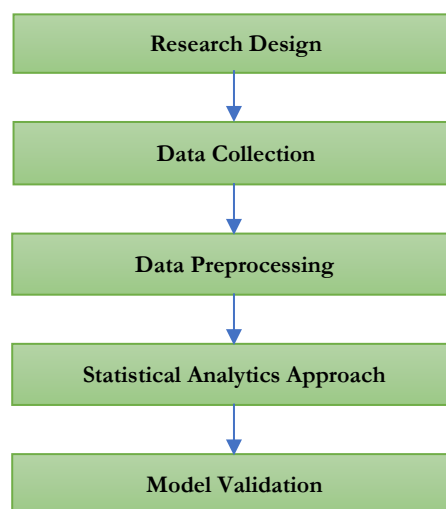 Research Design
Data Collection
Data Preprocessing
Statistical Analytics Approach
Model Validation